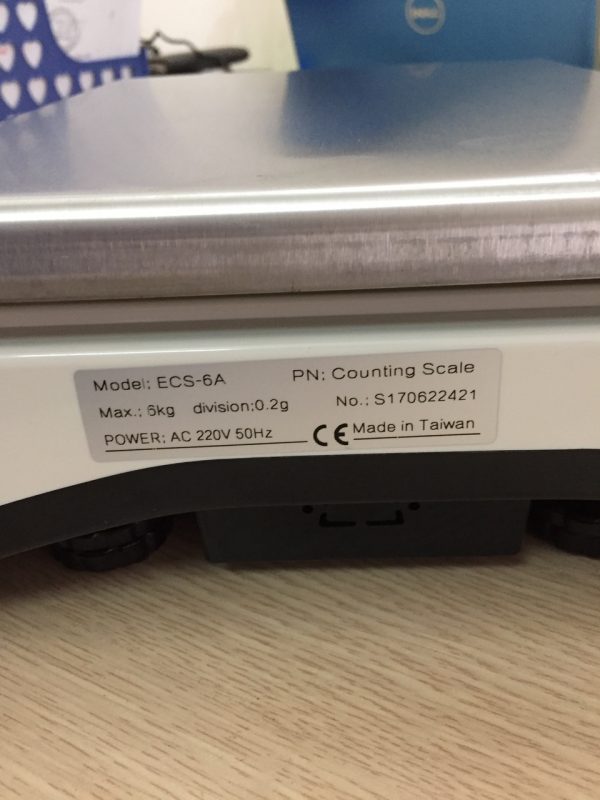 DELL
Model: ECS-6A PN: Counting Scale
Max.: 6kg division:0.2g No.: S170622421
POWER: AC 220V 50Hz CE Made in Taiwan